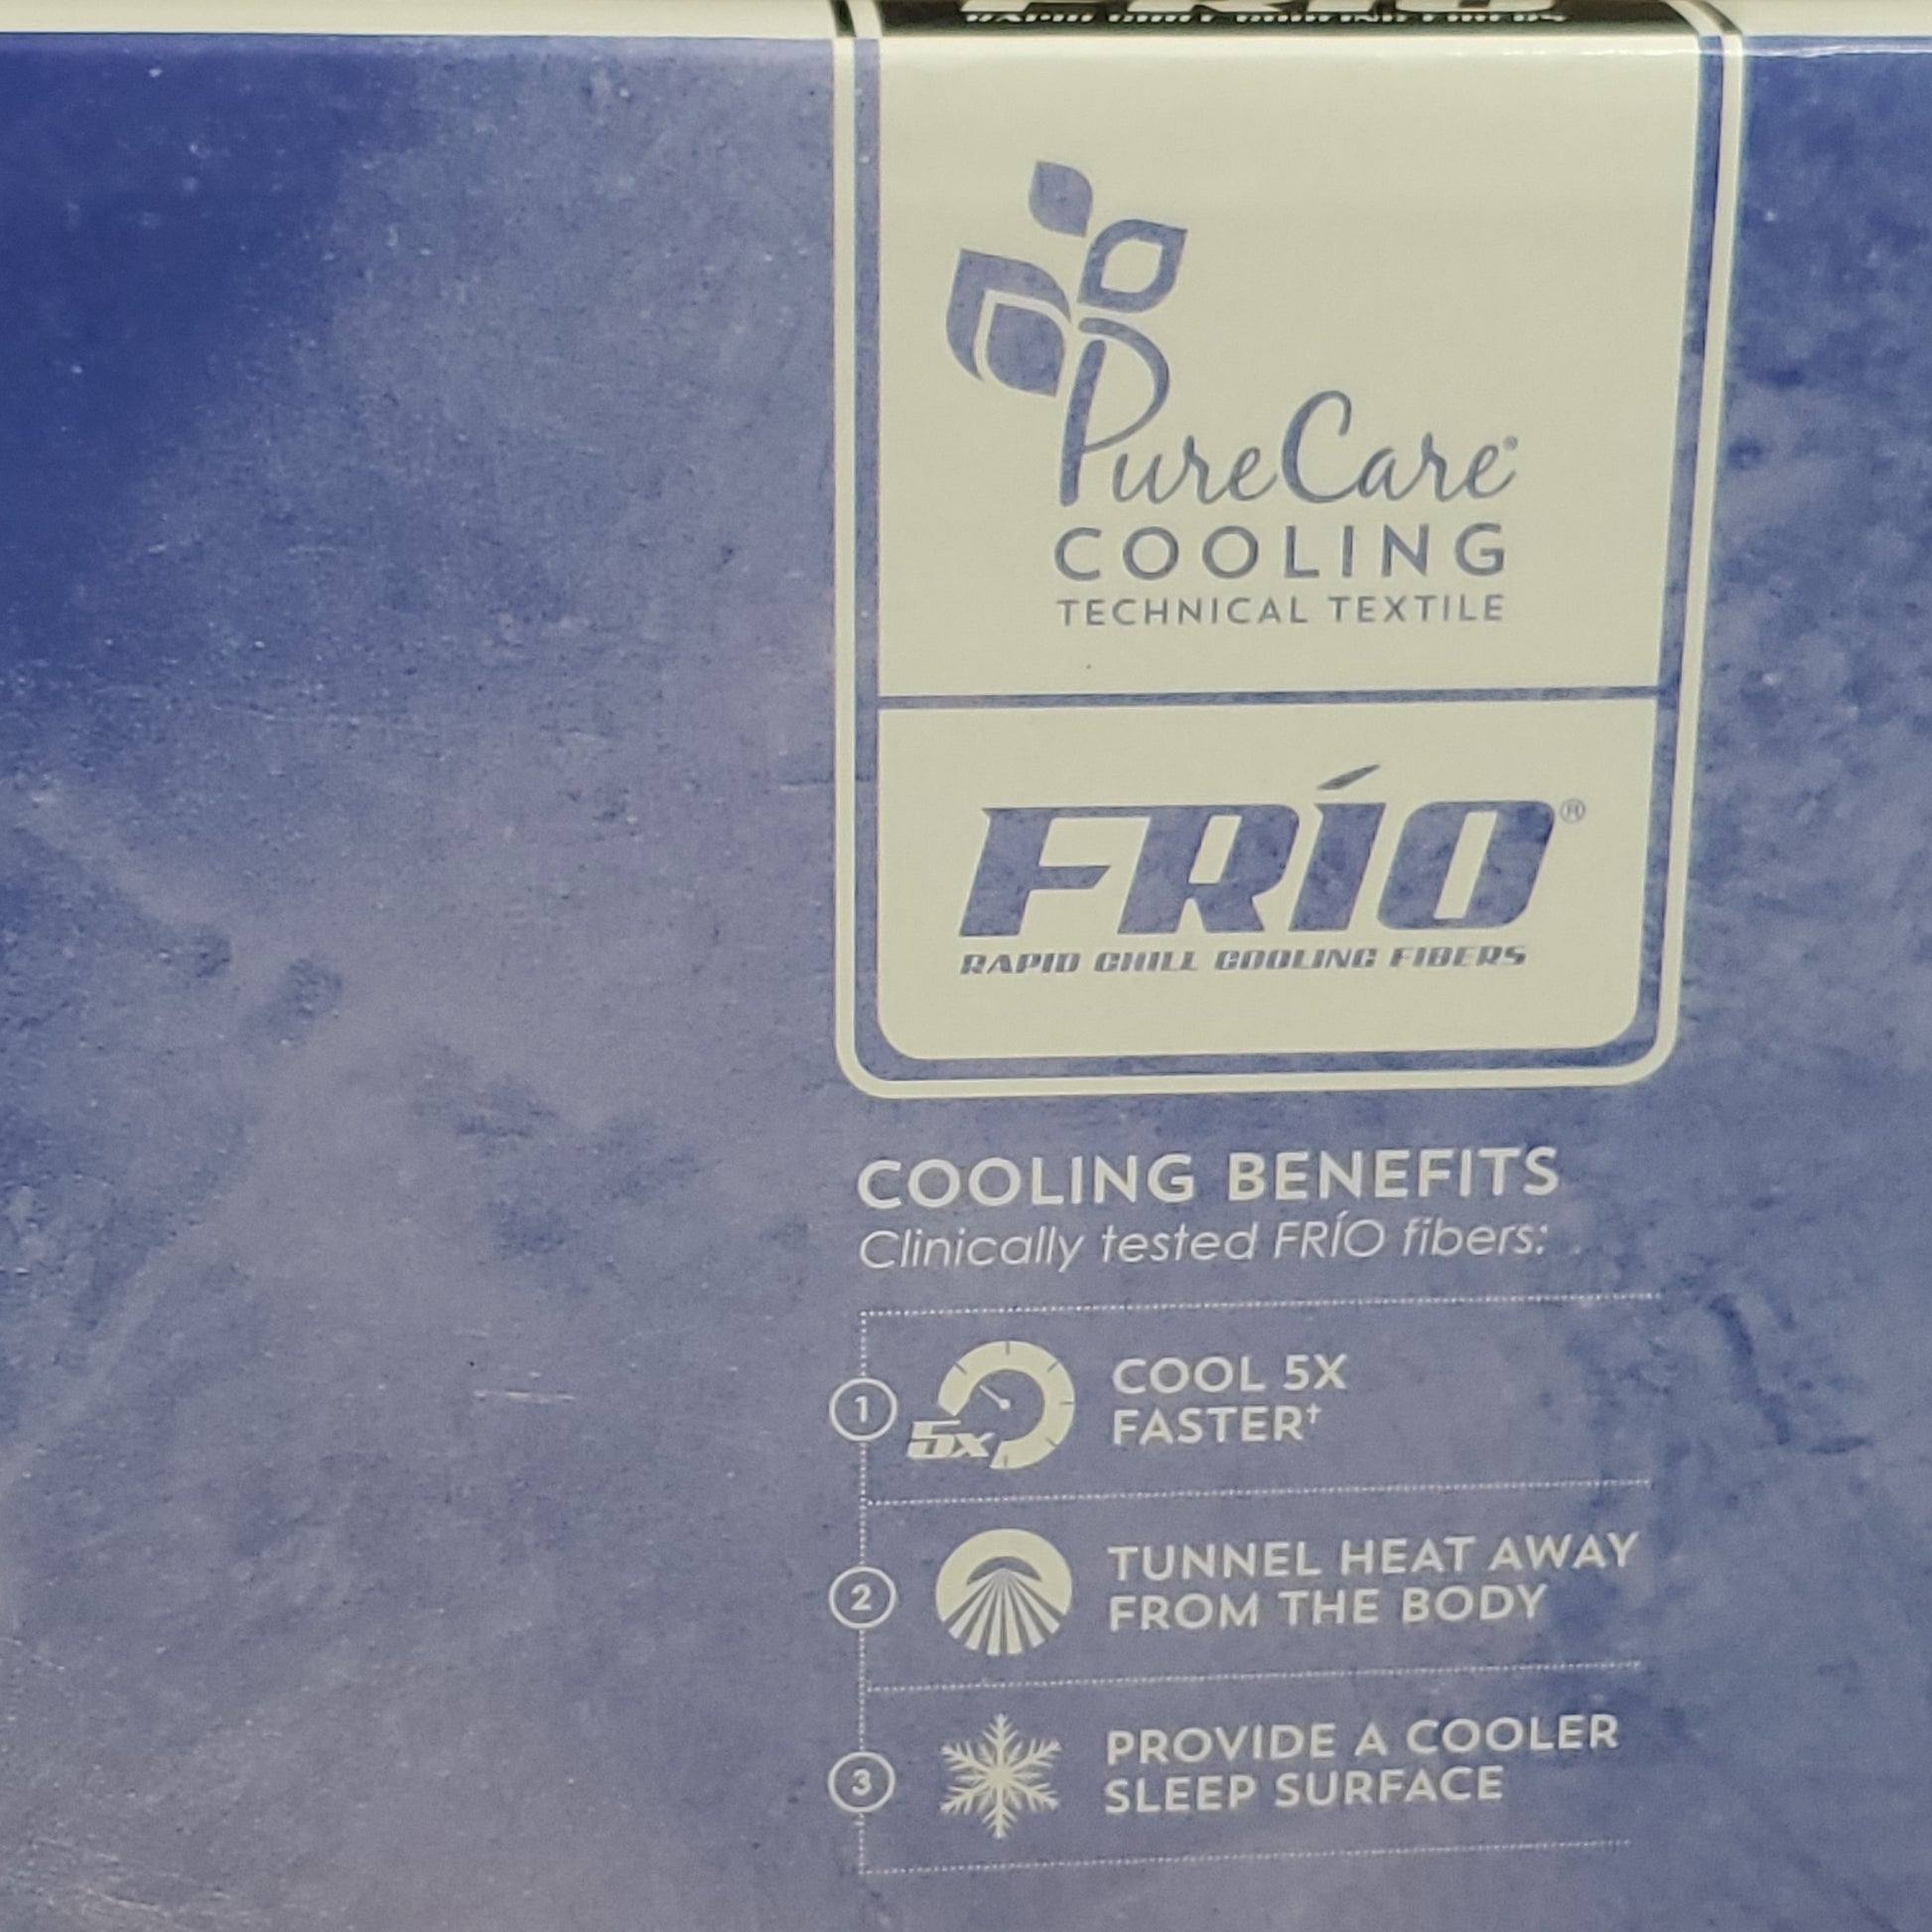 PureCare®
COOLING
TECHNICAL TEXTILE
FRÍO®
RAPID CHILL COOLING FIBERS
COOLING BENEFITS
Clinically tested FRÍO fibers:
1
5x
COOL 5X
FASTER†
2
TUNNEL HEAT AWAY
FROM THE BODY
3
PROVIDE A COOLER
SLEEP SURFACE